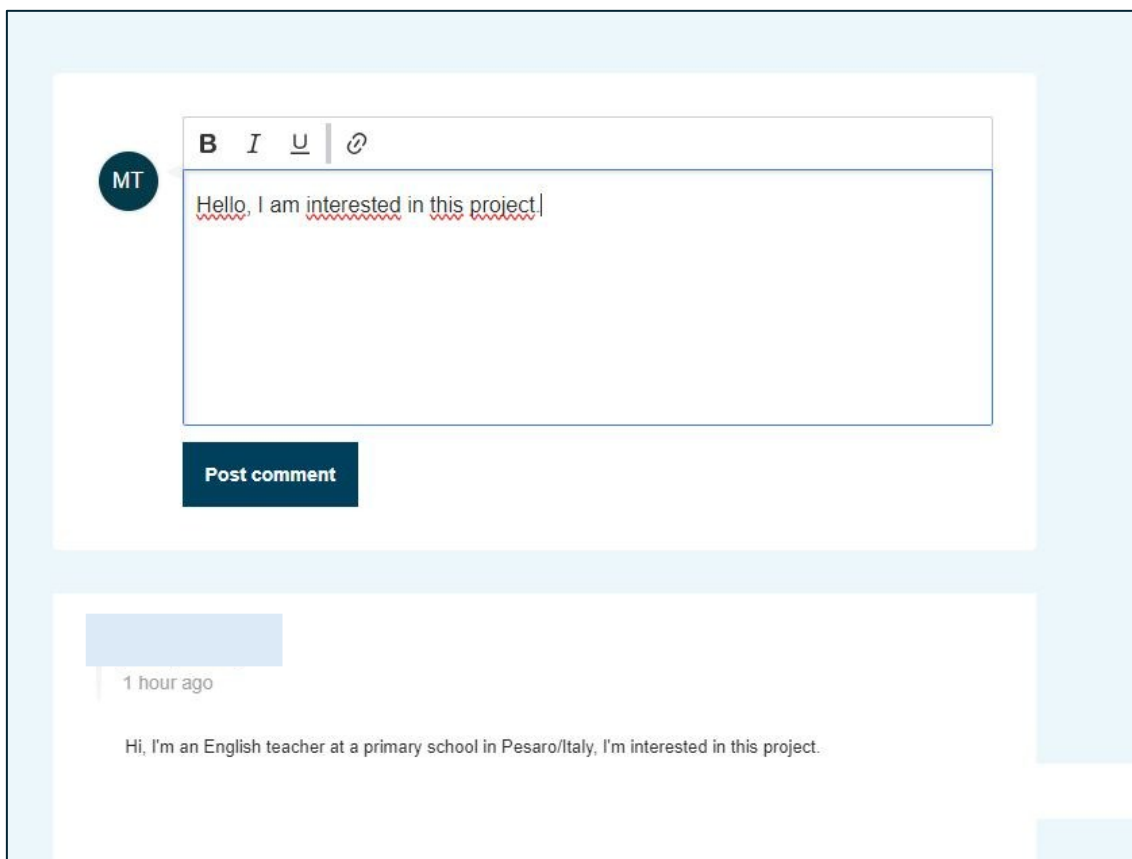 B I U
MT
Hello, I am interested in this project.
Post comment
1 hour ago
Hi, I'm an English teacher at a primary school in Pesaro/Italy, I'm interested in this project.